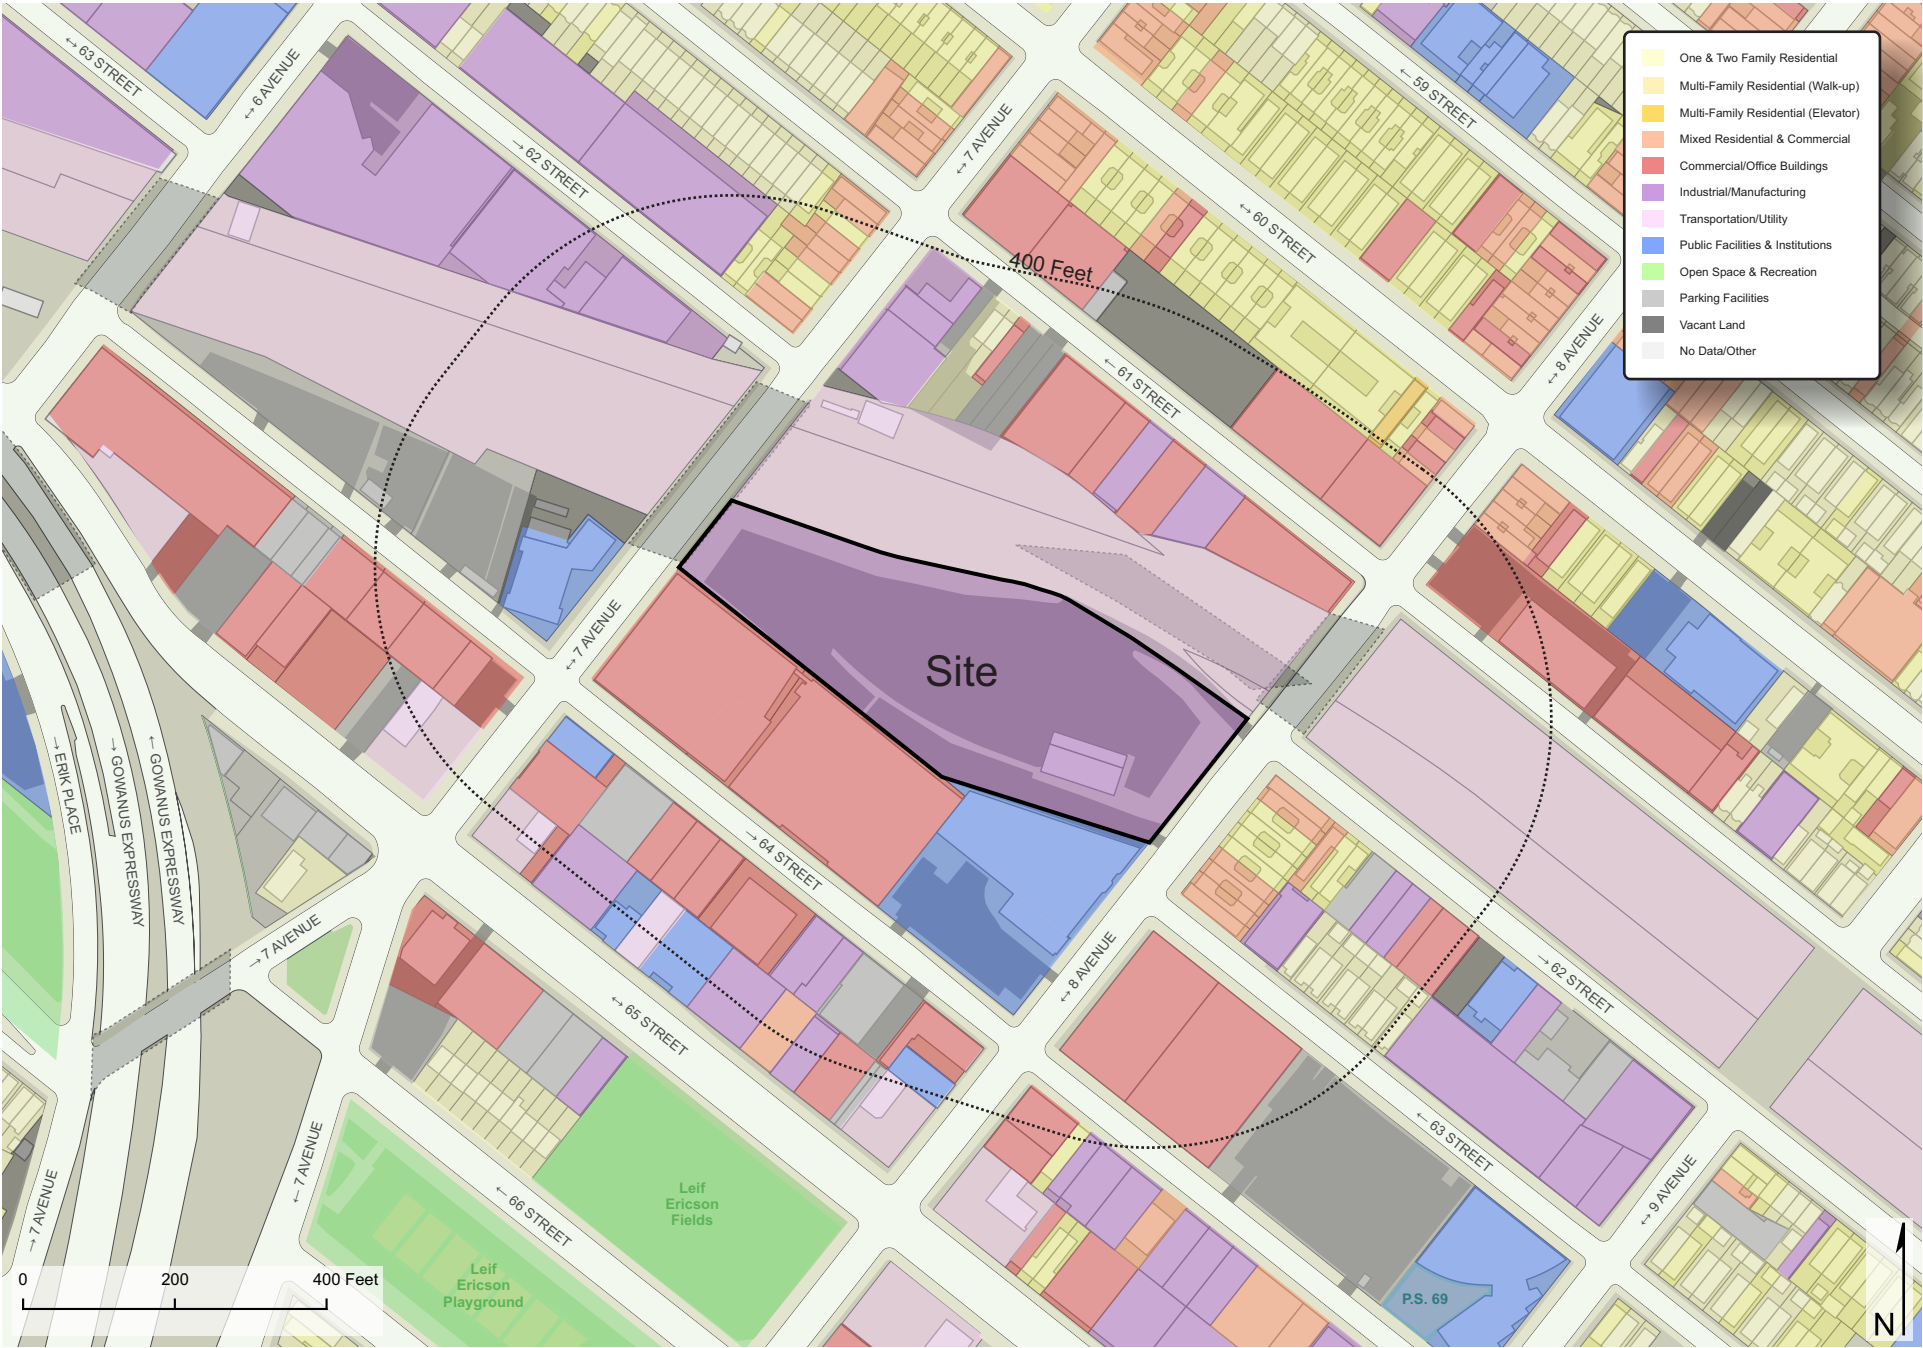 ↔ 63 STREET
↔ 6 AVENUE
→ 62 STREET
↔ 7 AVENUE
← 59 STREET
↔ 60 STREET
400 Feet
← 61 STREET
↔ 8 AVENUE
One & Two Family Residential
Multi-Family Residential (Walk-up)
Multi-Family Residential (Elevator)
Mixed Residential & Commercial
Commercial/Office Buildings
Industrial/Manufacturing
Transportation/Utility
Public Facilities & Institutions
Open Space & Recreation
Parking Facilities
Vacant Land
No Data/Other
↔ 7 AVENUE
Site
→ ERIK PLACE
→ GOWANUS EXPRESSWAY
← GOWANUS EXPRESSWAY
→ 64 STREET
→ 7 AVENUE
↔ 8 AVENUE
→ 62 STREET
↔ 65 STREET
← 63 STREET
← 7 AVENUE
→ 7 AVENUE
← 66 STREET
↔ 9 AVENUE
Leif
Ericson
Fields
Leif
Ericson
Playground
P.S. 69
0 200 400 Feet
N